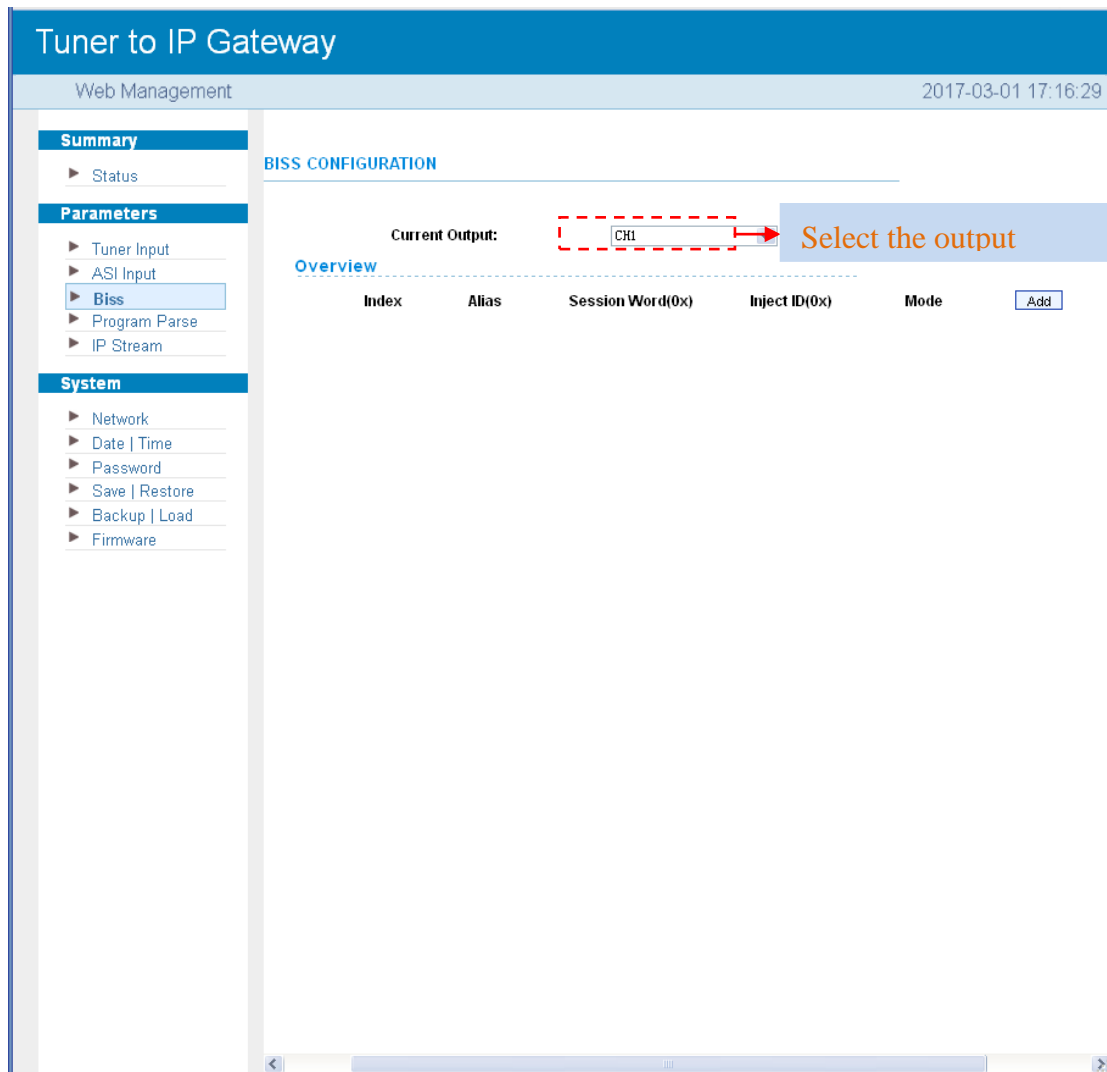 Tuner to IP Gateway
Web Management 2017-03-01 17:16:29
Summary
Status
Parameters
Tuner Input
ASI Input
Biss
Program Parse
IP Stream
System
Network
Date | Time
Password
Save | Restore
Backup | Load
Firmware
BISS CONFIGURATION
Current Output: CH1 Select the output
Overview
Index Alias Session Word(0x) Inject ID(0x) Mode Add